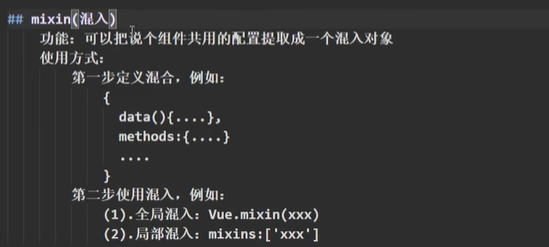 ## mixin(混入)
功能：可以把说个组件共用的配置提取成一个混入对象
使用方式：
第一步定义混合，例如：
{
data(){....},
methods:{....}
....
}
第二步使用混入，例如：
(1).全局混入：Vue.mixin(xxx)
(2).局部混入：mixins:['xxx']